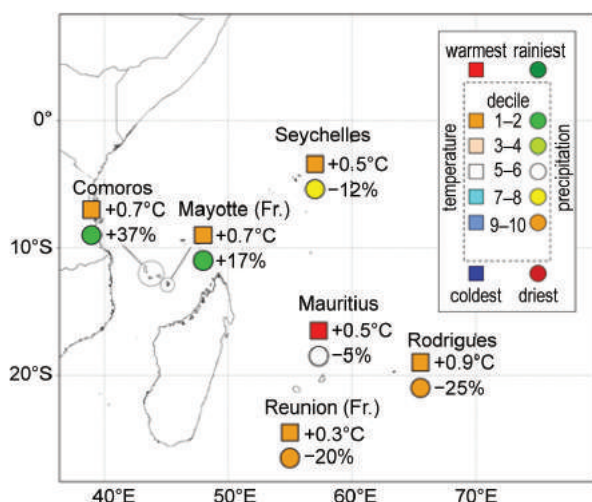 warmest rainiest
decile
1–2
3–4
5–6
7–8
9–10
temperature
precipitation
coldest driest
0°
10°S
20°S
Seychelles
+0.5°C
−12%
Comoros
+0.7°C
+37%
Mayotte (Fr.)
+0.7°C
+17%
Mauritius
+0.5°C
−5%
Rodrigues
+0.9°C
−25%
Reunion (Fr.)
+0.3°C
−20%
40°E 50°E 60°E 70°E